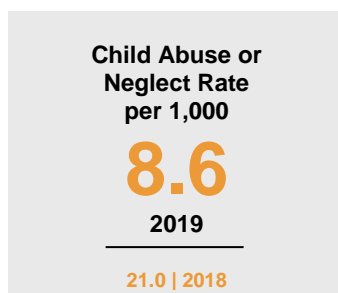 Child Abuse or
Neglect Rate
per 1,000
8.6
2019
21.0 | 2018